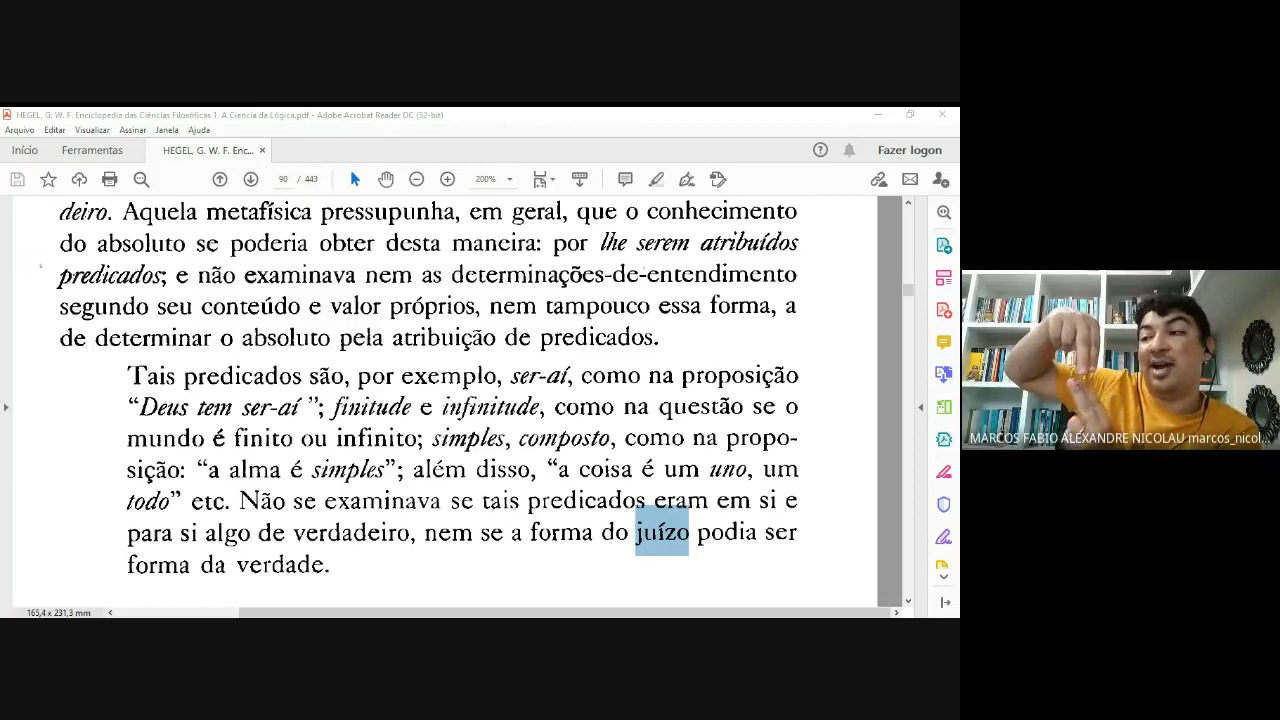 HEGEL, G. W. F. Enciclopedia das Ciências Filosóficas 1. A Ciencia da Lógica.pdf - Adobe Acrobat Reader DC (32-bit)
Arquivo Editar Visualizar Assinar Janela Ajuda
Início Ferramentas HEGEL, G. W. F. Enc... × Fazer logon
90 / 443 200%
deiro. Aquela metafísica pressupunha, em geral, que o conhecimento
do absoluto se poderia obter desta maneira: por lhe serem atribuídos
predicados; e não examinava nem as determinações-de-entendimento
segundo seu conteúdo e valor próprios, nem tampouco essa forma, a
de determinar o absoluto pela atribuição de predicados.
Tais predicados são, por exemplo, ser-aí, como na proposição
“Deus tem ser-aí ”; finitude e infinitude, como na questão se o
mundo é finito ou infinito; simples, composto, como na propo-
sição: “a alma é simples”; além disso, “a coisa é um uno, um
todo” etc. Não se examinava se tais predicados eram em si e
para si algo de verdadeiro, nem se a forma do juízo podia ser
forma da verdade.
165,4 x 231,3 mm
MARCOS FABIO ALEXANDRE NICOLAU marcos_nicol...